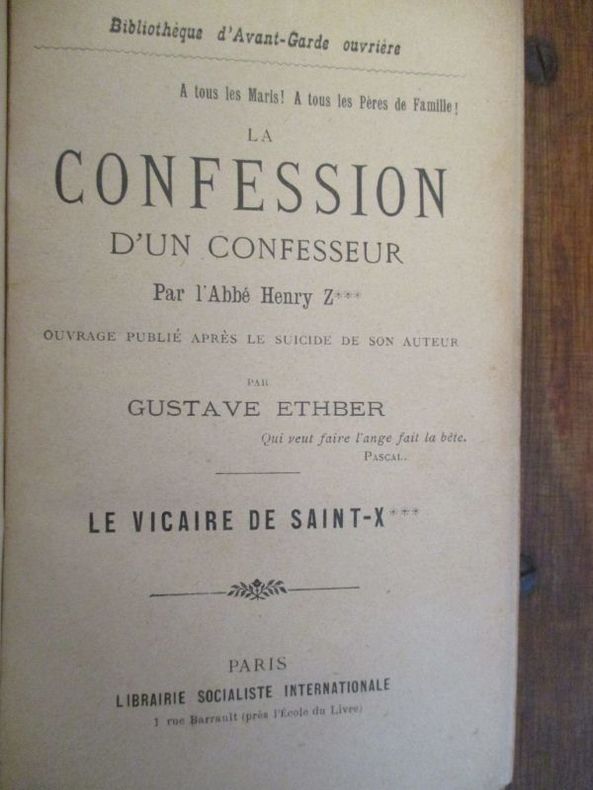 Bibliothèque d'Avant-Garde ouvrière
A tous les Maris! A tous les Pères de Famille!
LA
CONFESSION
D'UN CONFESSEUR
Par l'Abbé Henry Z***
OUVRAGE PUBLIÉ APRÈS LE SUICIDE DE SON AUTEUR
PAR
GUSTAVE ETHBER
Qui veut faire l'ange fait la bête.
PASCAL.
LE VICAIRE DE SAINT-X***
PARIS
LIBRAIRIE SOCIALISTE INTERNATIONALE
1 rue Barrault (près l'École du Livre)